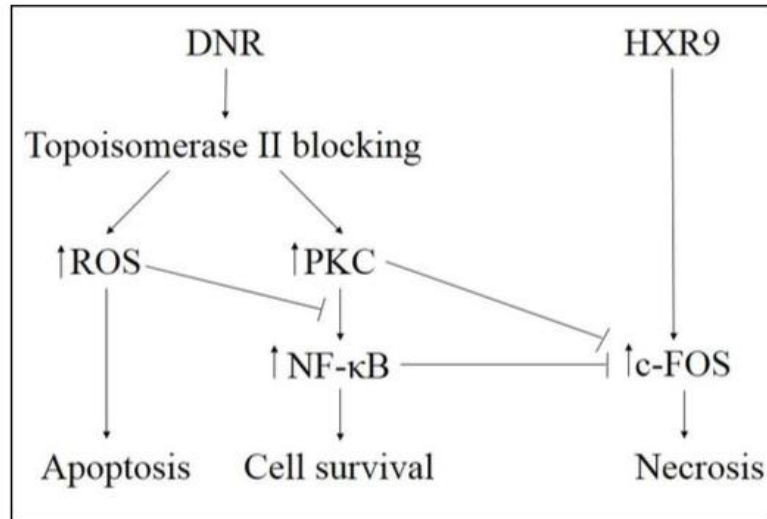 DNR HXR9
Topoisomerase II blocking
↑ROS ↑PKC
↑NF-κB ↑c-FOS
Apoptosis Cell survival Necrosis